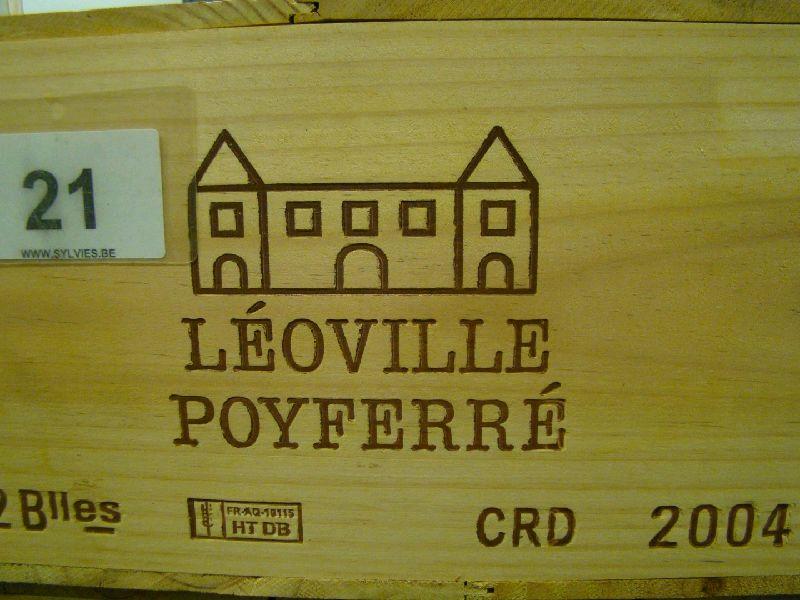 21
WWW.SYLVIES.BE
LÉOVILLE
POYFERRÉ
2 Blles
FR-AQ-10115
HT DB
CRD 2004